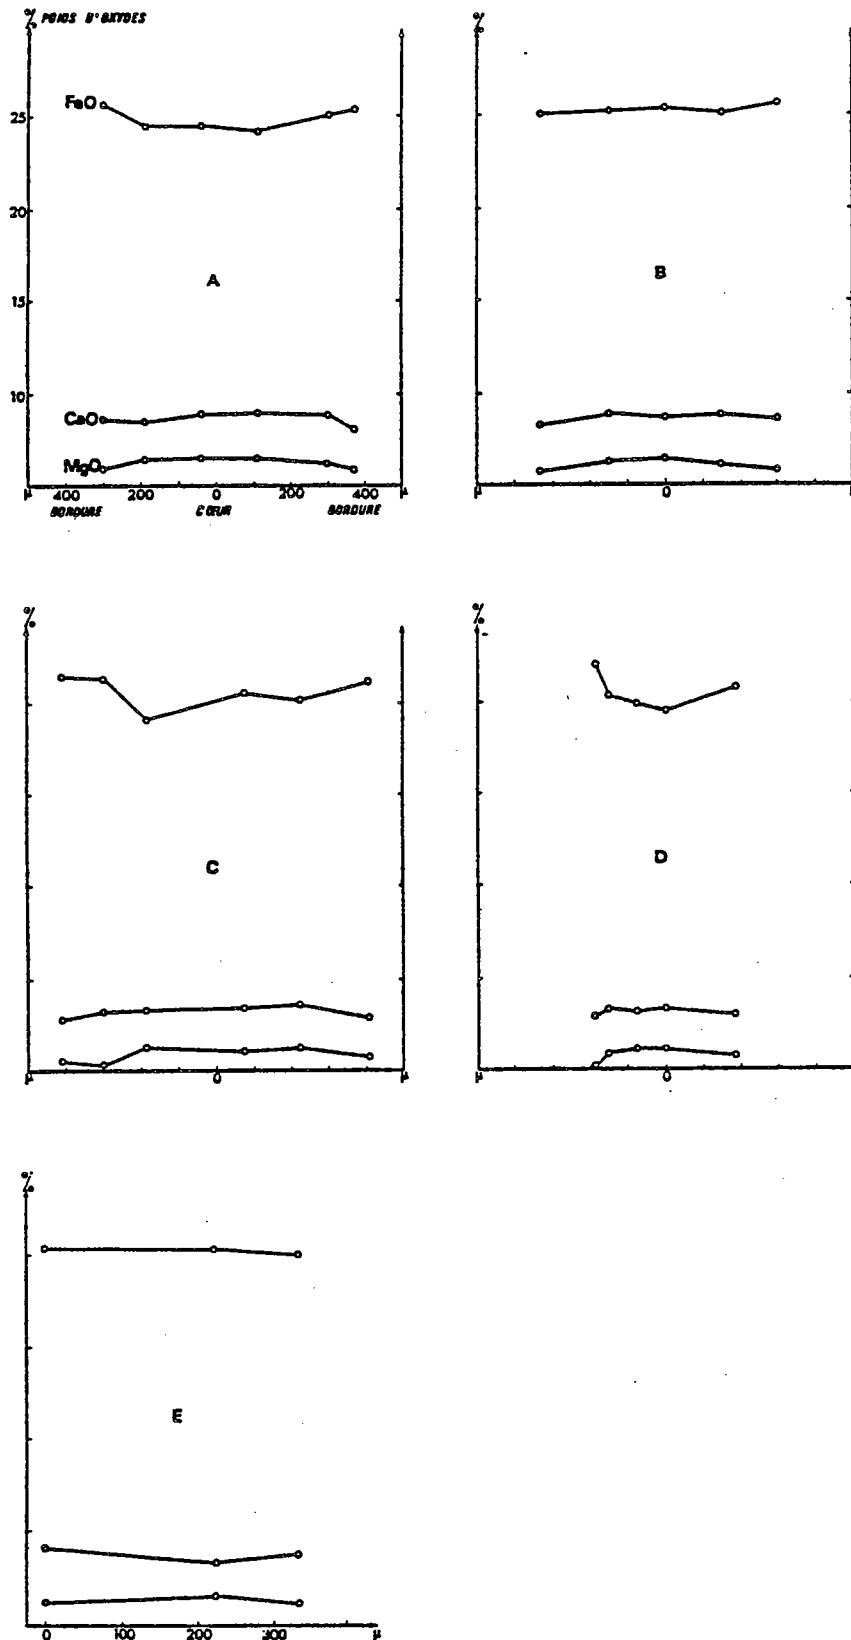 % POIDS D'OXYDES
%
FeO
25
20
A
B
15
10
CaO
MgO
μ 400 200 0 200 400 μ
μ 0
BORDURE CŒUR BORDURE
%
%
C
D
μ 0 μ
μ 0
%
E
0 100 200 300 μ